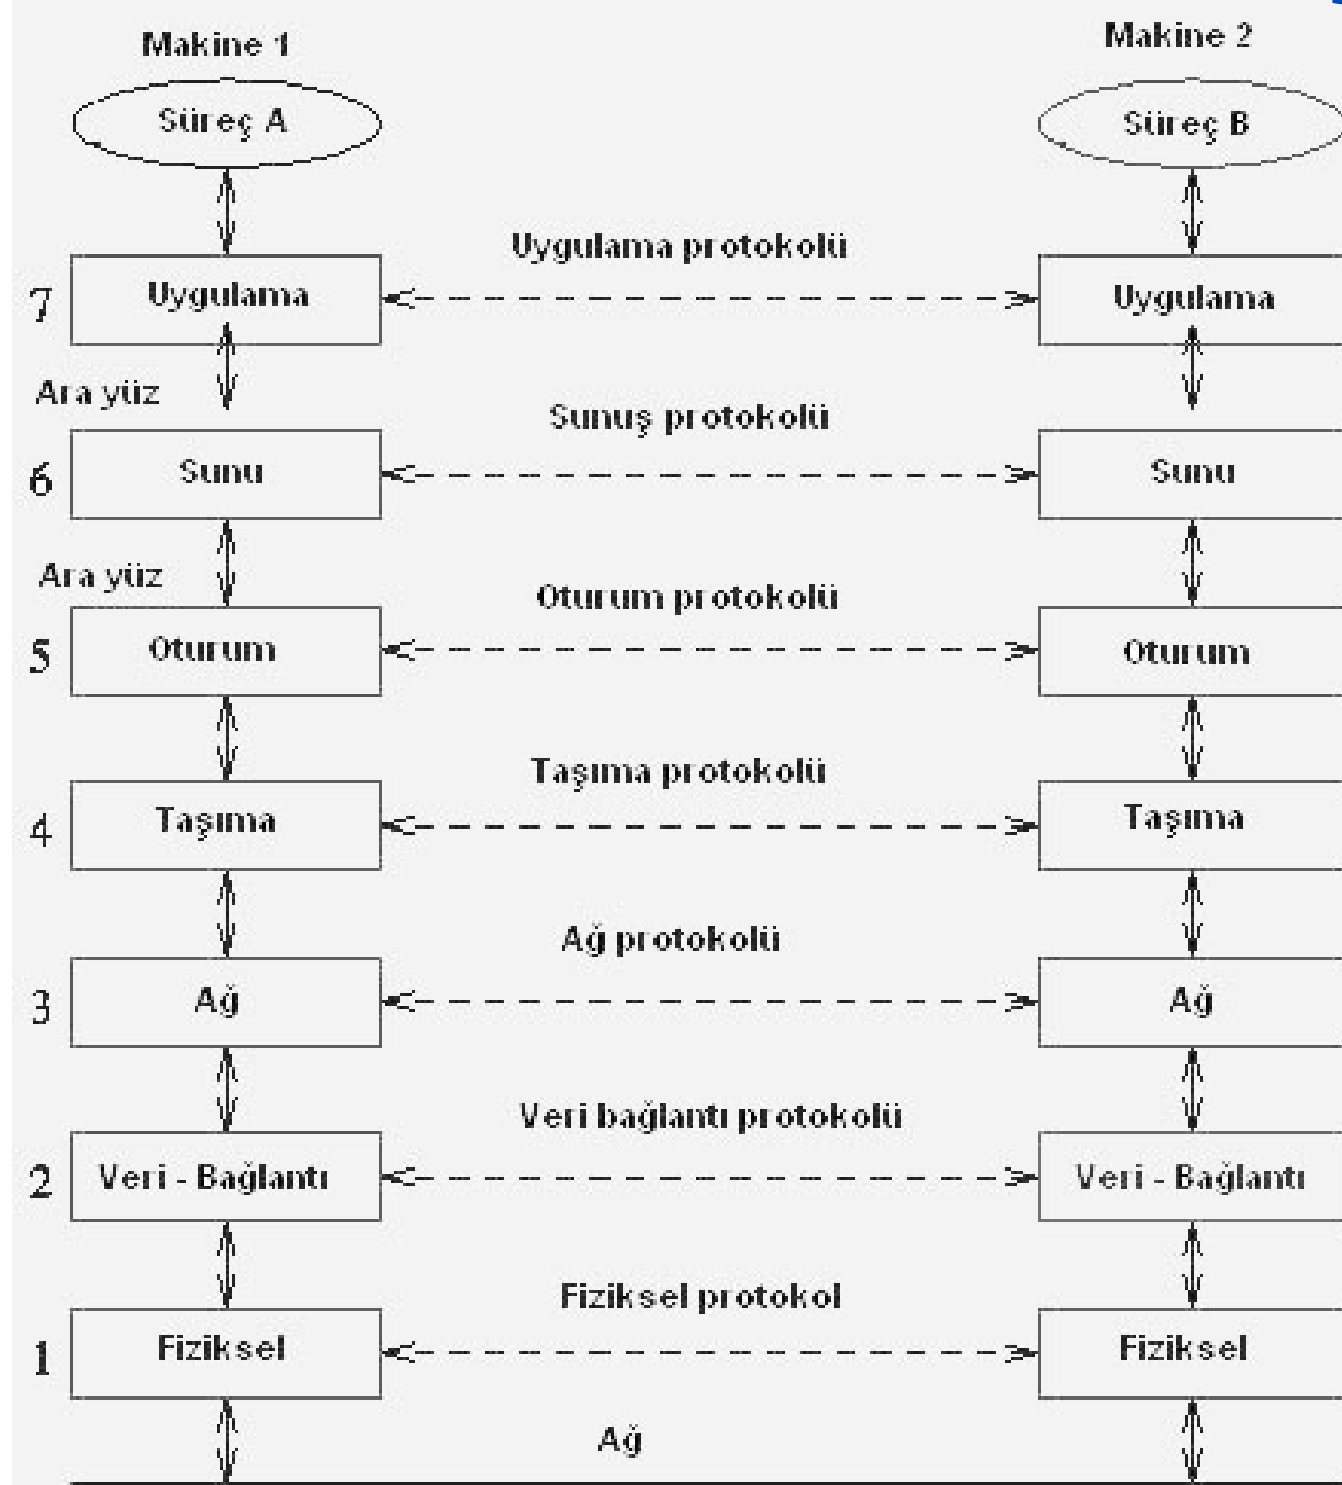 Makine 1
Makine 2
Süreç A
Süreç B
Uygulama protokolü
7
Uygulama
Uygulama
Ara yüz
Sunuş protokolü
6
Sunu
Sunu
Ara yüz
Oturum protokolü
5
Oturum
Oturum
Taşıma protokolü
4
Taşıma
Taşıma
Ağ protokolü
3
Ağ
Ağ
Veri bağlantı protokolü
2
Veri - Bağlantı
Veri - Bağlantı
Fiziksel protokol
1
Fiziksel
Fiziksel
Ağ